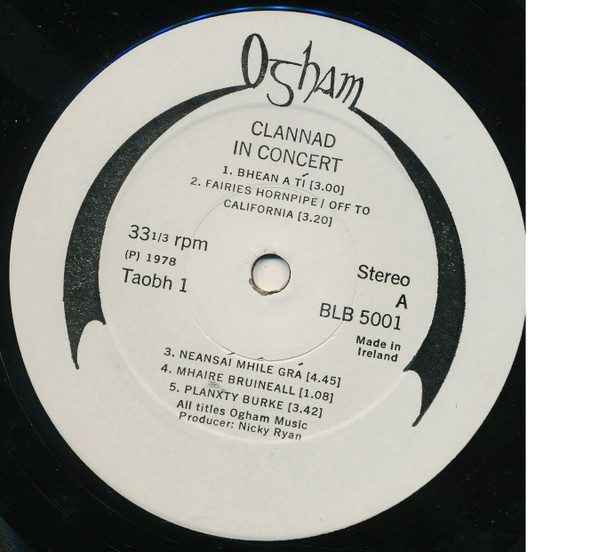 Ogham
CLANNAD
IN CONCERT
1. BHEAN A TÍ [3.00]
2. FAIRIES HORNPIPE / OFF TO
CALIFORNIA [3.20]
33 1/3 rpm
(P) 1978
Taobh 1
Stereo
A
BLB 5001
Made in
Ireland
3. NEANSAÍ MHILE GRÁ [4.45]
4. MHAIRE BRUINEALL [1.08]
5. PLANXTY BURKE [3.42]
All titles Ogham Music
Producer: Nicky Ryan